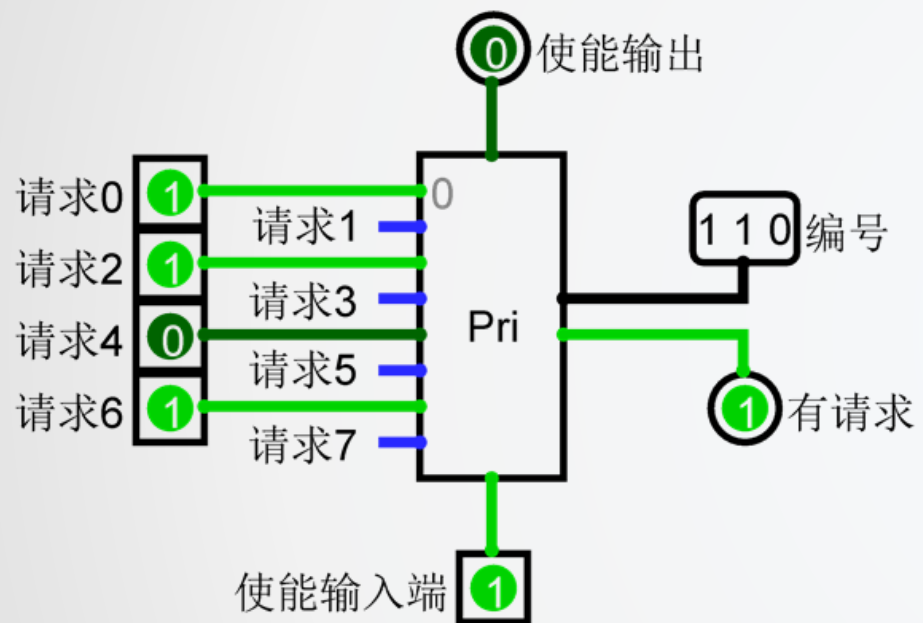 0 使能输出
请求0 1 0
请求1
请求2 1
1 1 0 编号
请求3
请求4 0
Pri
请求5
请求6 1
1 有请求
请求7
使能输入端 1